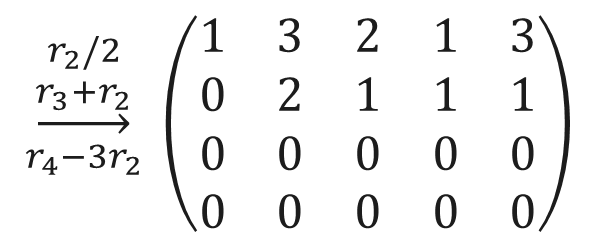 r₂/2
r₃+r₂
r₄−3r₂
1 3 2 1 3
0 2 1 1 1
0 0 0 0 0
0 0 0 0 0